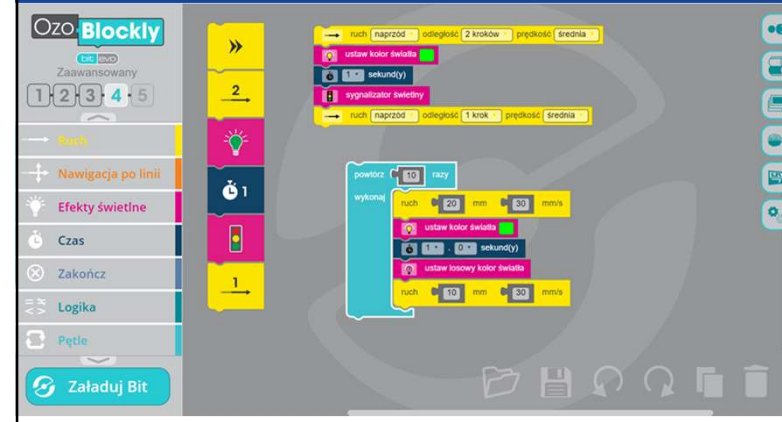 Ozo Blockly
bit evo
Zaawansowany
1 2 3 4 5
Ruch
Nawigacja po linii
Efekty świetlne
Czas
Zakończ
Logika
Pętle
Załaduj Bit
2
1
1
ruch naprzód odległość 2 kroków prędkość średnia
ustaw kolor światła
1 sekund(y)
sygnalizator świetlny
ruch naprzód odległość 1 krok prędkość średnia
powtórz 10 razy
wykonaj
ruch 20 mm 30 mm/s
ustaw kolor światła
1 . 0 sekund(y)
ustaw losowy kolor światła
ruch 10 mm 30 mm/s